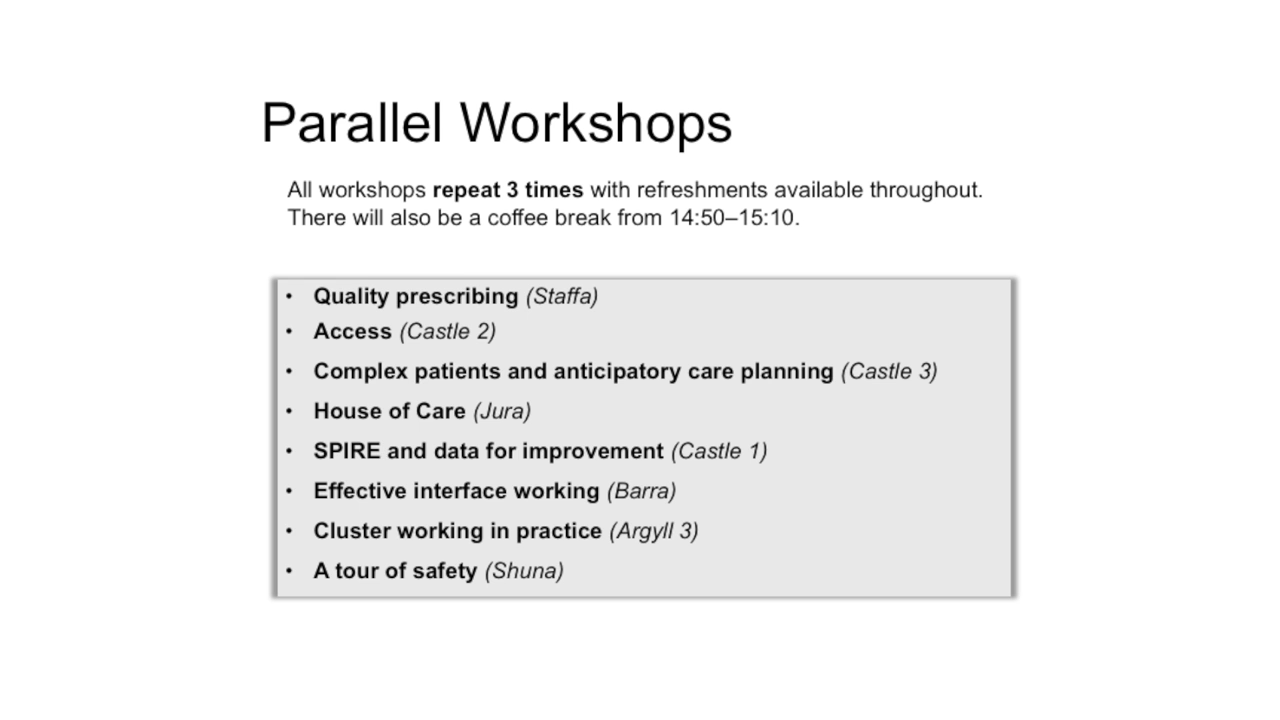 Parallel Workshops
All workshops repeat 3 times with refreshments available throughout.
There will also be a coffee break from 14:50–15:10.
• Quality prescribing (Staffa)
• Access (Castle 2)
• Complex patients and anticipatory care planning (Castle 3)
• House of Care (Jura)
• SPIRE and data for improvement (Castle 1)
• Effective interface working (Barra)
• Cluster working in practice (Argyll 3)
• A tour of safety (Shuna)